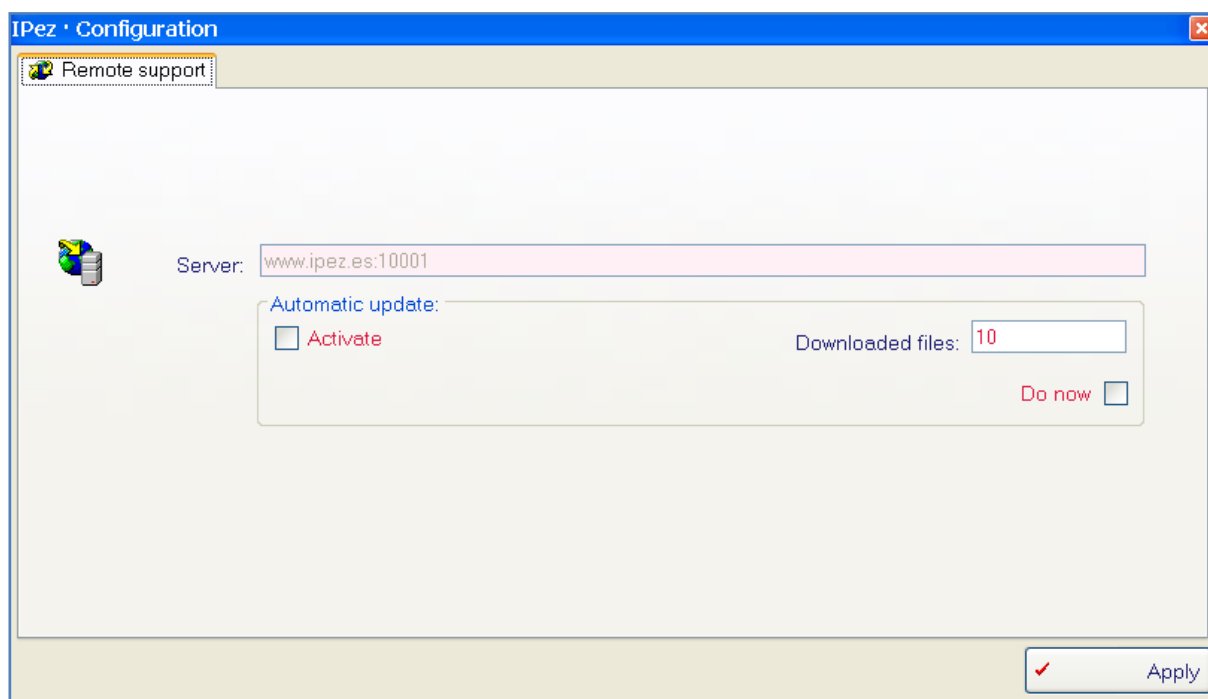 IPez · Configuration
Remote support
Server: www.ipez.es:10001
Automatic update:
Activate
Downloaded files: 10
Do now
Apply